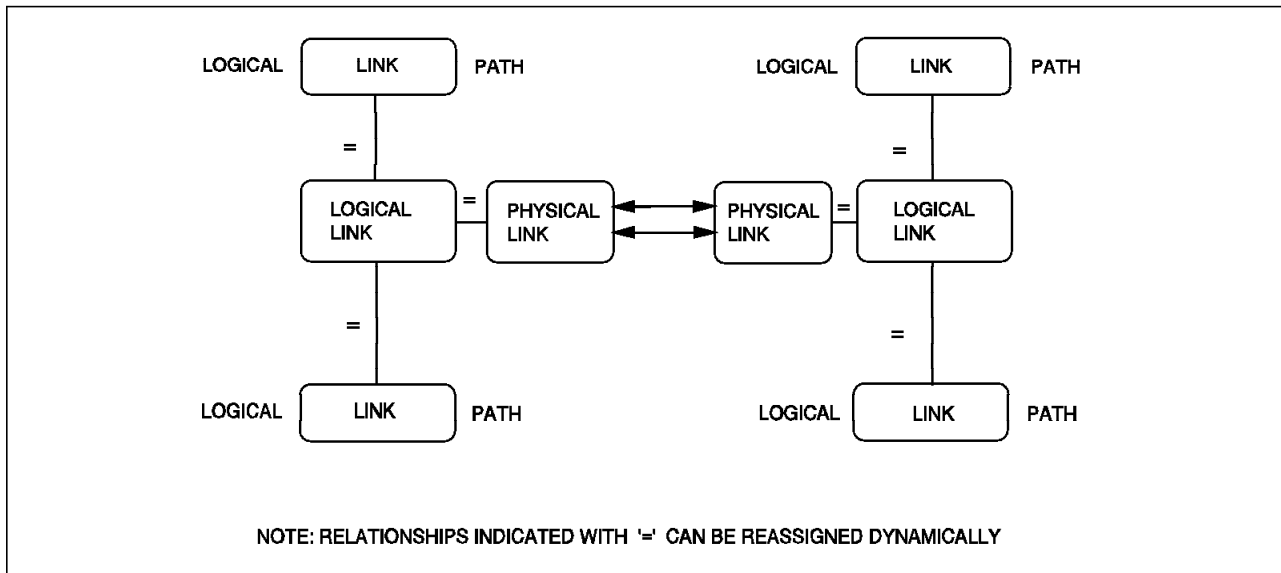 LOGICAL LINK PATH LOGICAL LINK PATH
= =
LOGICAL LINK = PHYSICAL LINK PHYSICAL LINK = LOGICAL LINK
= =
LOGICAL LINK PATH LOGICAL LINK PATH
NOTE: RELATIONSHIPS INDICATED WITH '=' CAN BE REASSIGNED DYNAMICALLY